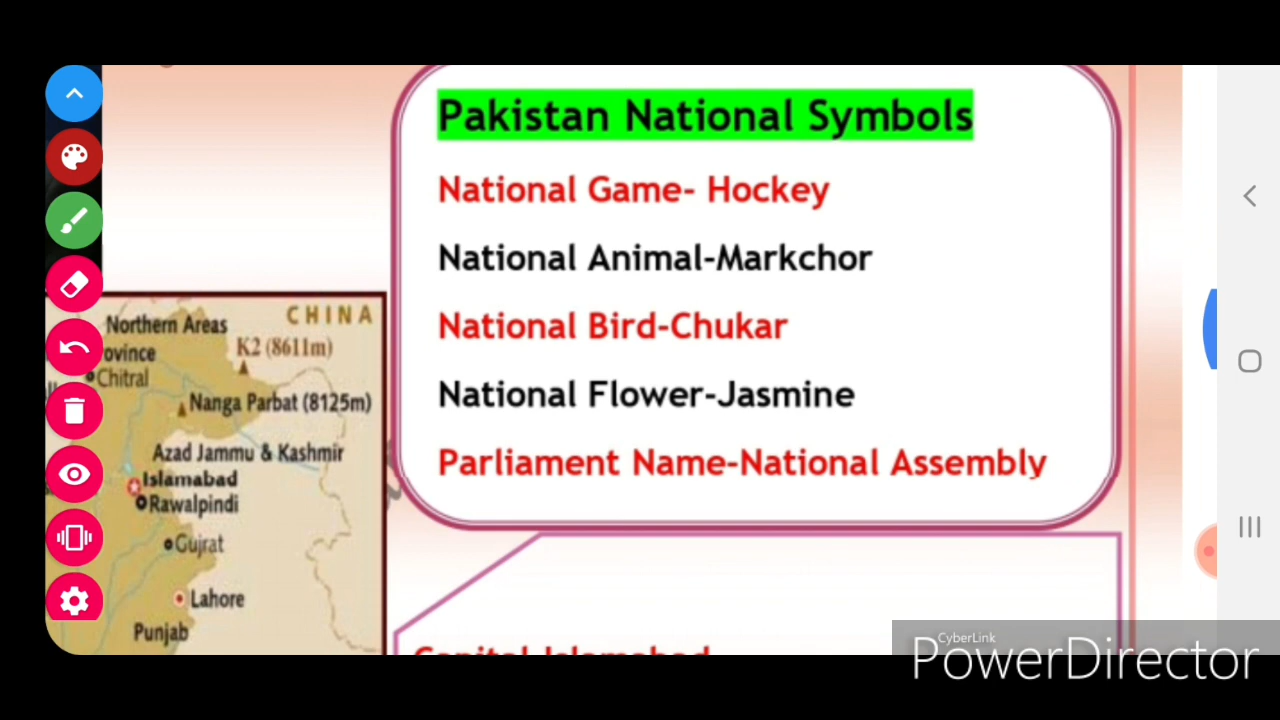 Pakistan National Symbols
National Game- Hockey
National Animal-Markchor
National Bird-Chukar
National Flower-Jasmine
Parliament Name-National Assembly
CHINA
Northern Areas
K2 (8611m)
ovince
Chitral
Nanga Parbat (8125m)
Azad Jammu & Kashmir
Islamabad
Rawalpindi
Gujrat
Lahore
Punjab
Capital Islamabad
CyberLink
PowerDirector